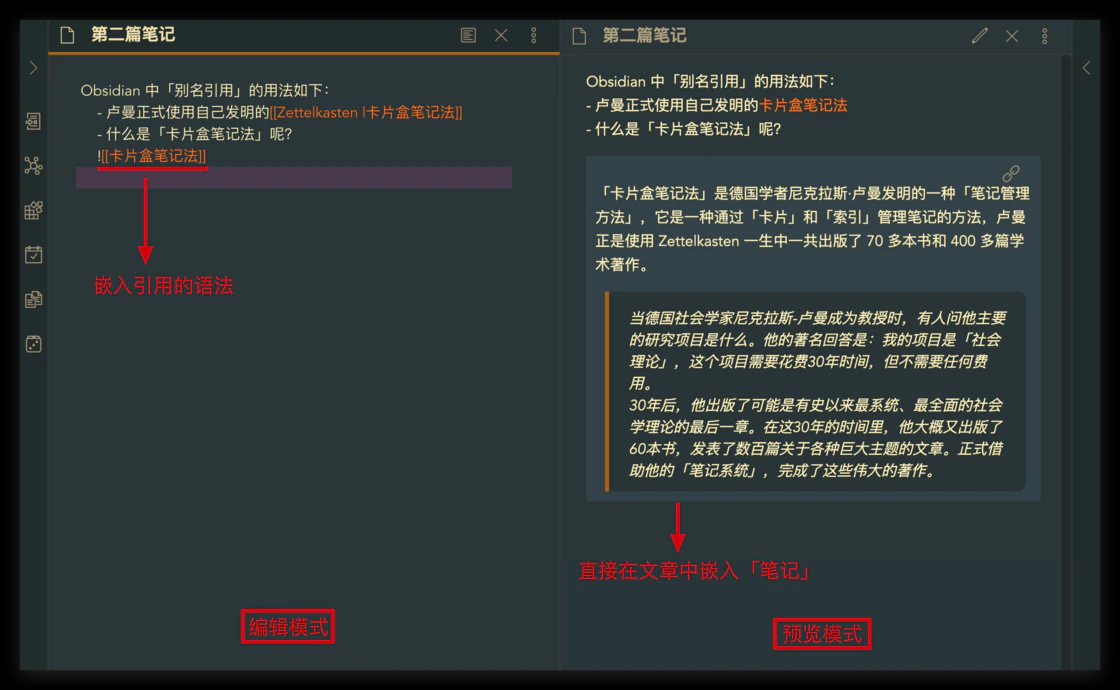 第二篇笔记
Obsidian 中「别名引用」的用法如下：
- 卢曼正式使用自己发明的[[Zettelkasten |卡片盒笔记法]]
- 什么是「卡片盒笔记法」呢?
![[卡片盒笔记法]]
嵌入引用的语法
编辑模式
第二篇笔记
Obsidian 中「别名引用」的用法如下：
- 卢曼正式使用自己发明的卡片盒笔记法
- 什么是「卡片盒笔记法」呢?
「卡片盒笔记法」是德国学者尼克拉斯·卢曼发明的一种「笔记管理
方法」，它是一种通过「卡片」和「索引」管理笔记的方法，卢曼
正是使用 Zettelkasten 一生中一共出版了 70 多本书和 400 多篇学
术著作。
当德国社会学家尼克拉斯-卢曼成为教授时，有人问他主要
的研究项目是什么。他的著名回答是：我的项目是「社会
理论」，这个项目需要花费30年时间，但不需要任何费
用。
30年后，他出版了可能是有史以来最系统、最全面的社会
学理论的最后一章。在这30年的时间里，他大概又出版了
60本书，发表了数百篇关于各种巨大主题的文章。正式借
助他的「笔记系统」，完成了这些伟大的著作。
直接在文章中嵌入「笔记」
预览模式